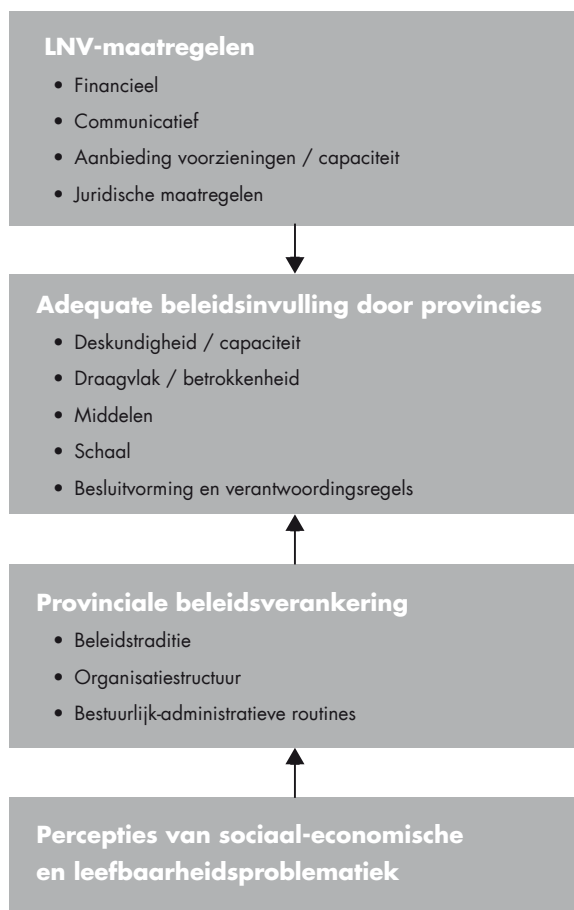 LNV-maatregelen
• Financieel
• Communicatief
• Aanbieding voorzieningen / capaciteit
• Juridische maatregelen
Adequate beleidsinvulling door provincies
• Deskundigheid / capaciteit
• Draagvlak / betrokkenheid
• Middelen
• Schaal
• Besluitvorming en verantwoordingsregels
Provinciale beleidsverankering
• Beleidstraditie
• Organisatiestructuur
• Bestuurlijk-administratieve routines
Percepties van sociaal-economische
en leefbaarheidsproblematiek